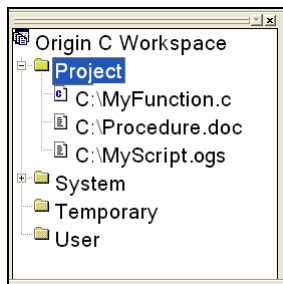 Origin C Workspace
Project
C:\MyFunction.c
C:\Procedure.doc
C:\MyScript.ogs
System
Temporary
User